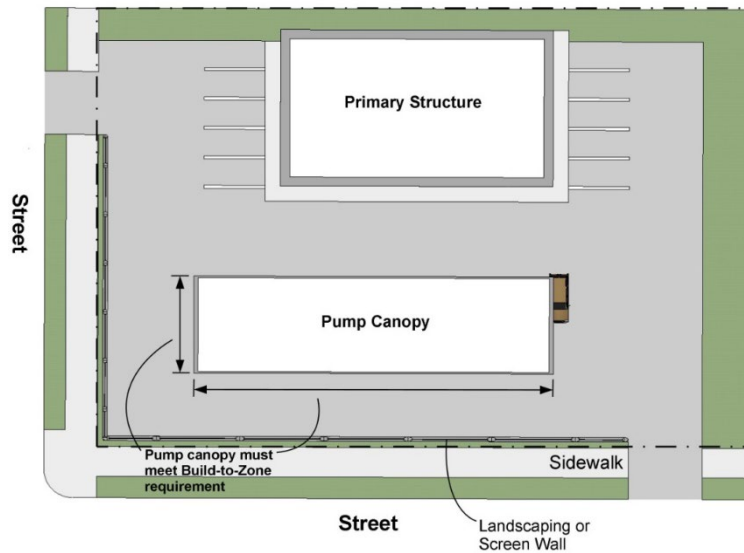 Primary Structure
Street
Pump Canopy
Pump canopy must
meet Build-to-Zone
requirement
Sidewalk
Street
Landscaping or
Screen Wall